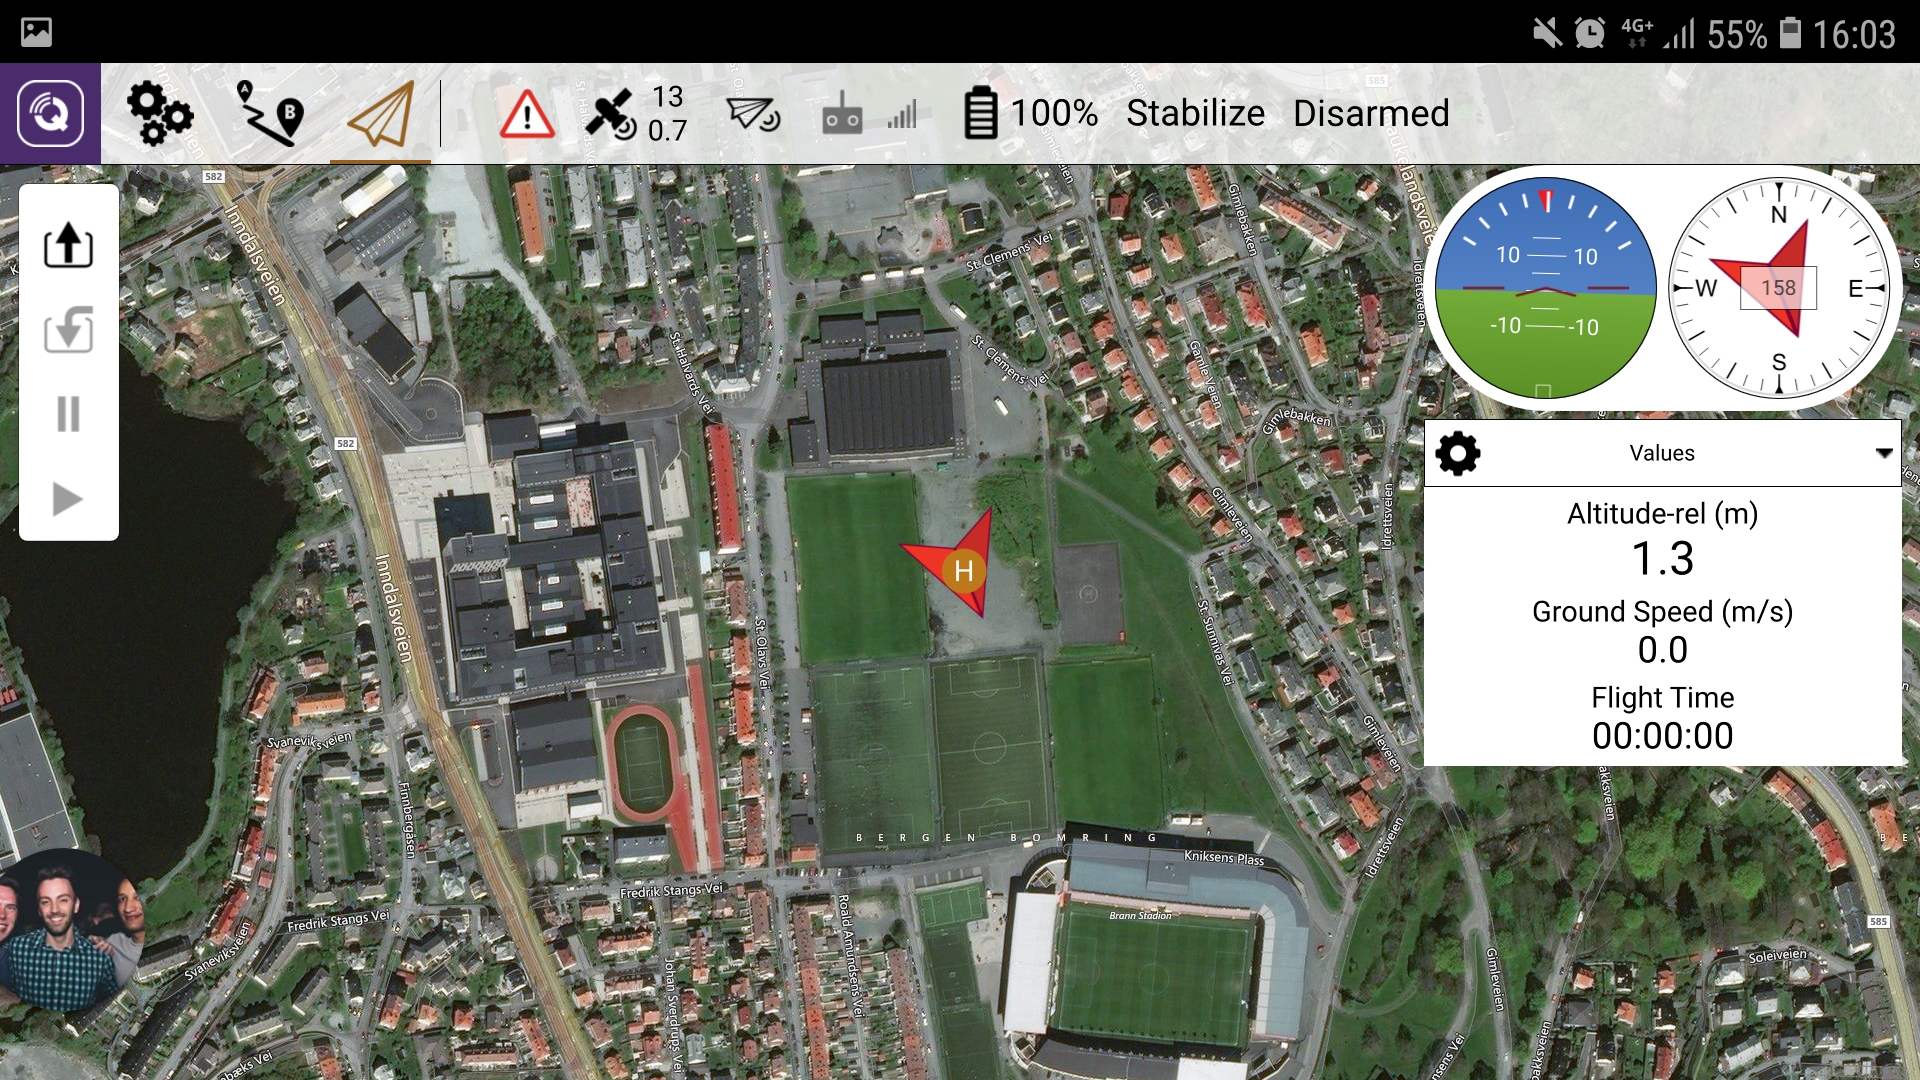 4G+ 55% 16:03
A B
13
0.7
100% Stabilize Disarmed
585
582
Inndalsveien
St. Clemens' Vei
Gimlebakken
Idrettsveien
10 10
-10 -10
N
W 158 E
S
Values
Altitude-rel (m)
1.3
Ground Speed (m/s)
0.0
Flight Time
00:00:00
St. Halvards Vei
St. Clemens' Vei
Gamle Veien
Gimlebakken
582
Gimleveien
Idrettsveien
H
Inndalsveien
St. Olavs Vei
St. Sunnivas Vei
Svaneviksveien
Gimleveien
Finnbergåsen
BERGEN BOMRING
Kniksens Plass
Idrettsveien
Fredrik Stangs Vei
Fredrik Stangs Vei
Brann Stadion
585
Svaneviksveien
Roald Amundsens Vei
Johan Sverdrups Vei
Gimleveien
Soleiveien